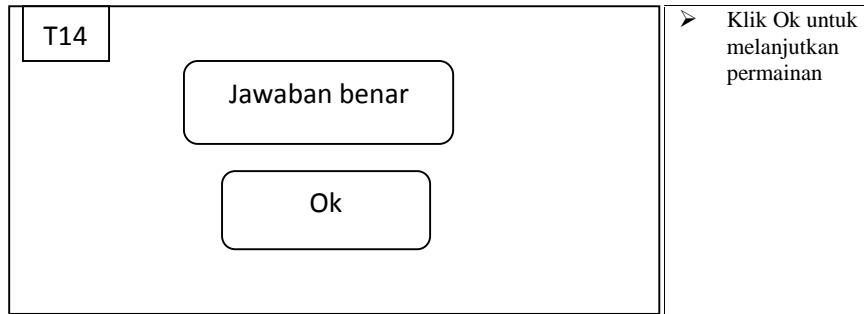 T14
Jawaban benar
Ok
➢ Klik Ok untuk
melanjutkan
permainan